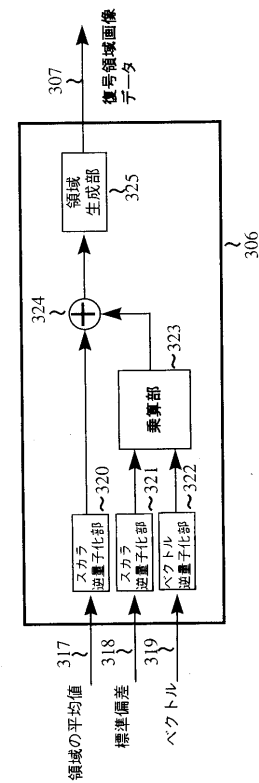 領域の平均値
317
標準偏差
318
ベクトル
319
スカラ
逆量子化部
320
スカラ
逆量子化部
321
ベクトル
逆量子化部
322
乗算部
323
324
領域
生成部
325
306
307
復号領域画像
データ